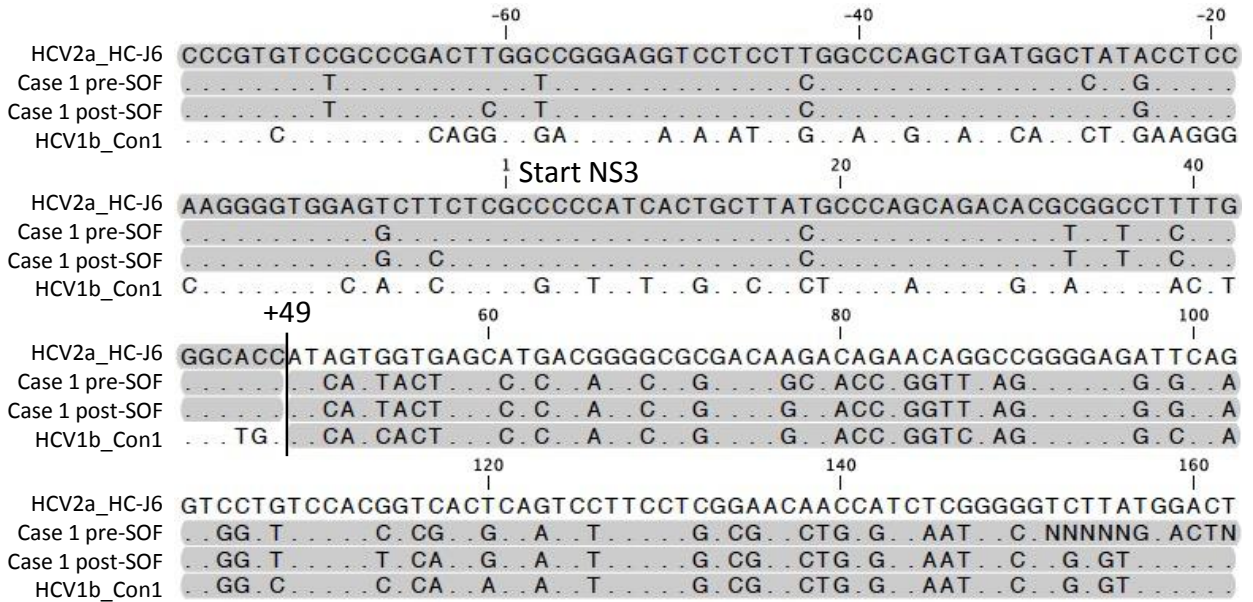 -60 -40 -20
HCV2a_HC-J6 CCCGTGTCCGCCCGACTTGGCCGGGAGGTCCTCCTTGGCCCAGCTGATGGCTATACCTCC
Case 1 pre-SOF ........T...........T..............C...............C..G.....
Case 1 post-SOF ........T........C..T..............C..................G.....
HCV1b_Con1 .....C........CAGG..GA.....A.A.AT..G..A..G..A..CA..CT.GAAGGG
1 Start NS3 20 40
HCV2a_HC-J6 AAGGGGTGGAGTCTTCTCGCCCCCATCACTGCTTATGCCCAGCAGACACGCGGCCTTTTG
Case 1 pre-SOF ...........G.......................C..............T..T..C...
Case 1 post-SOF ...........G..C....................C..............T..T..C...
HCV1b_Con1 C........C.A..C.....G..T..T..G..C..CT....A.....G..A.....AC.T
+49 60 80 100
HCV2a_HC-J6 GGCACCATAGTGGTGAGCATGACGGGGCGCGACAAGACAGAACAGGCCGGGGAGATTCAG
Case 1 pre-SOF ........CA.TACT...C.C..A..C..G....GC.ACC.GGTT.AG......G.G..A
Case 1 post-SOF ........CA.TACT...C.C..A..C..G....G..ACC.GGTT.AG......G.G..A
HCV1b_Con1 ...TG...CA.CACT...C.C..A..C..G....G..ACC.GGTC.AG......G.C..A
120 140 160
HCV2a_HC-J6 GTCCTGTCCACGGTCACTCAGTCCTTCCTCGGAACAACCATCTCGGGGGTCTTATGGACT
Case 1 pre-SOF ..GG.T.....C.CG..G..A..T.....G.CG..CTG.G..AAT..C.NNNNNG.ACTN
Case 1 post-SOF ..GG.T.....T.CA..G..A..T.....G.CG..CTG.G..AAT..C..G.GT......
HCV1b_Con1 ..GG.C.....C.CA..A..A..T.....G.CG..CTG.G..AAT..C..G.GT......